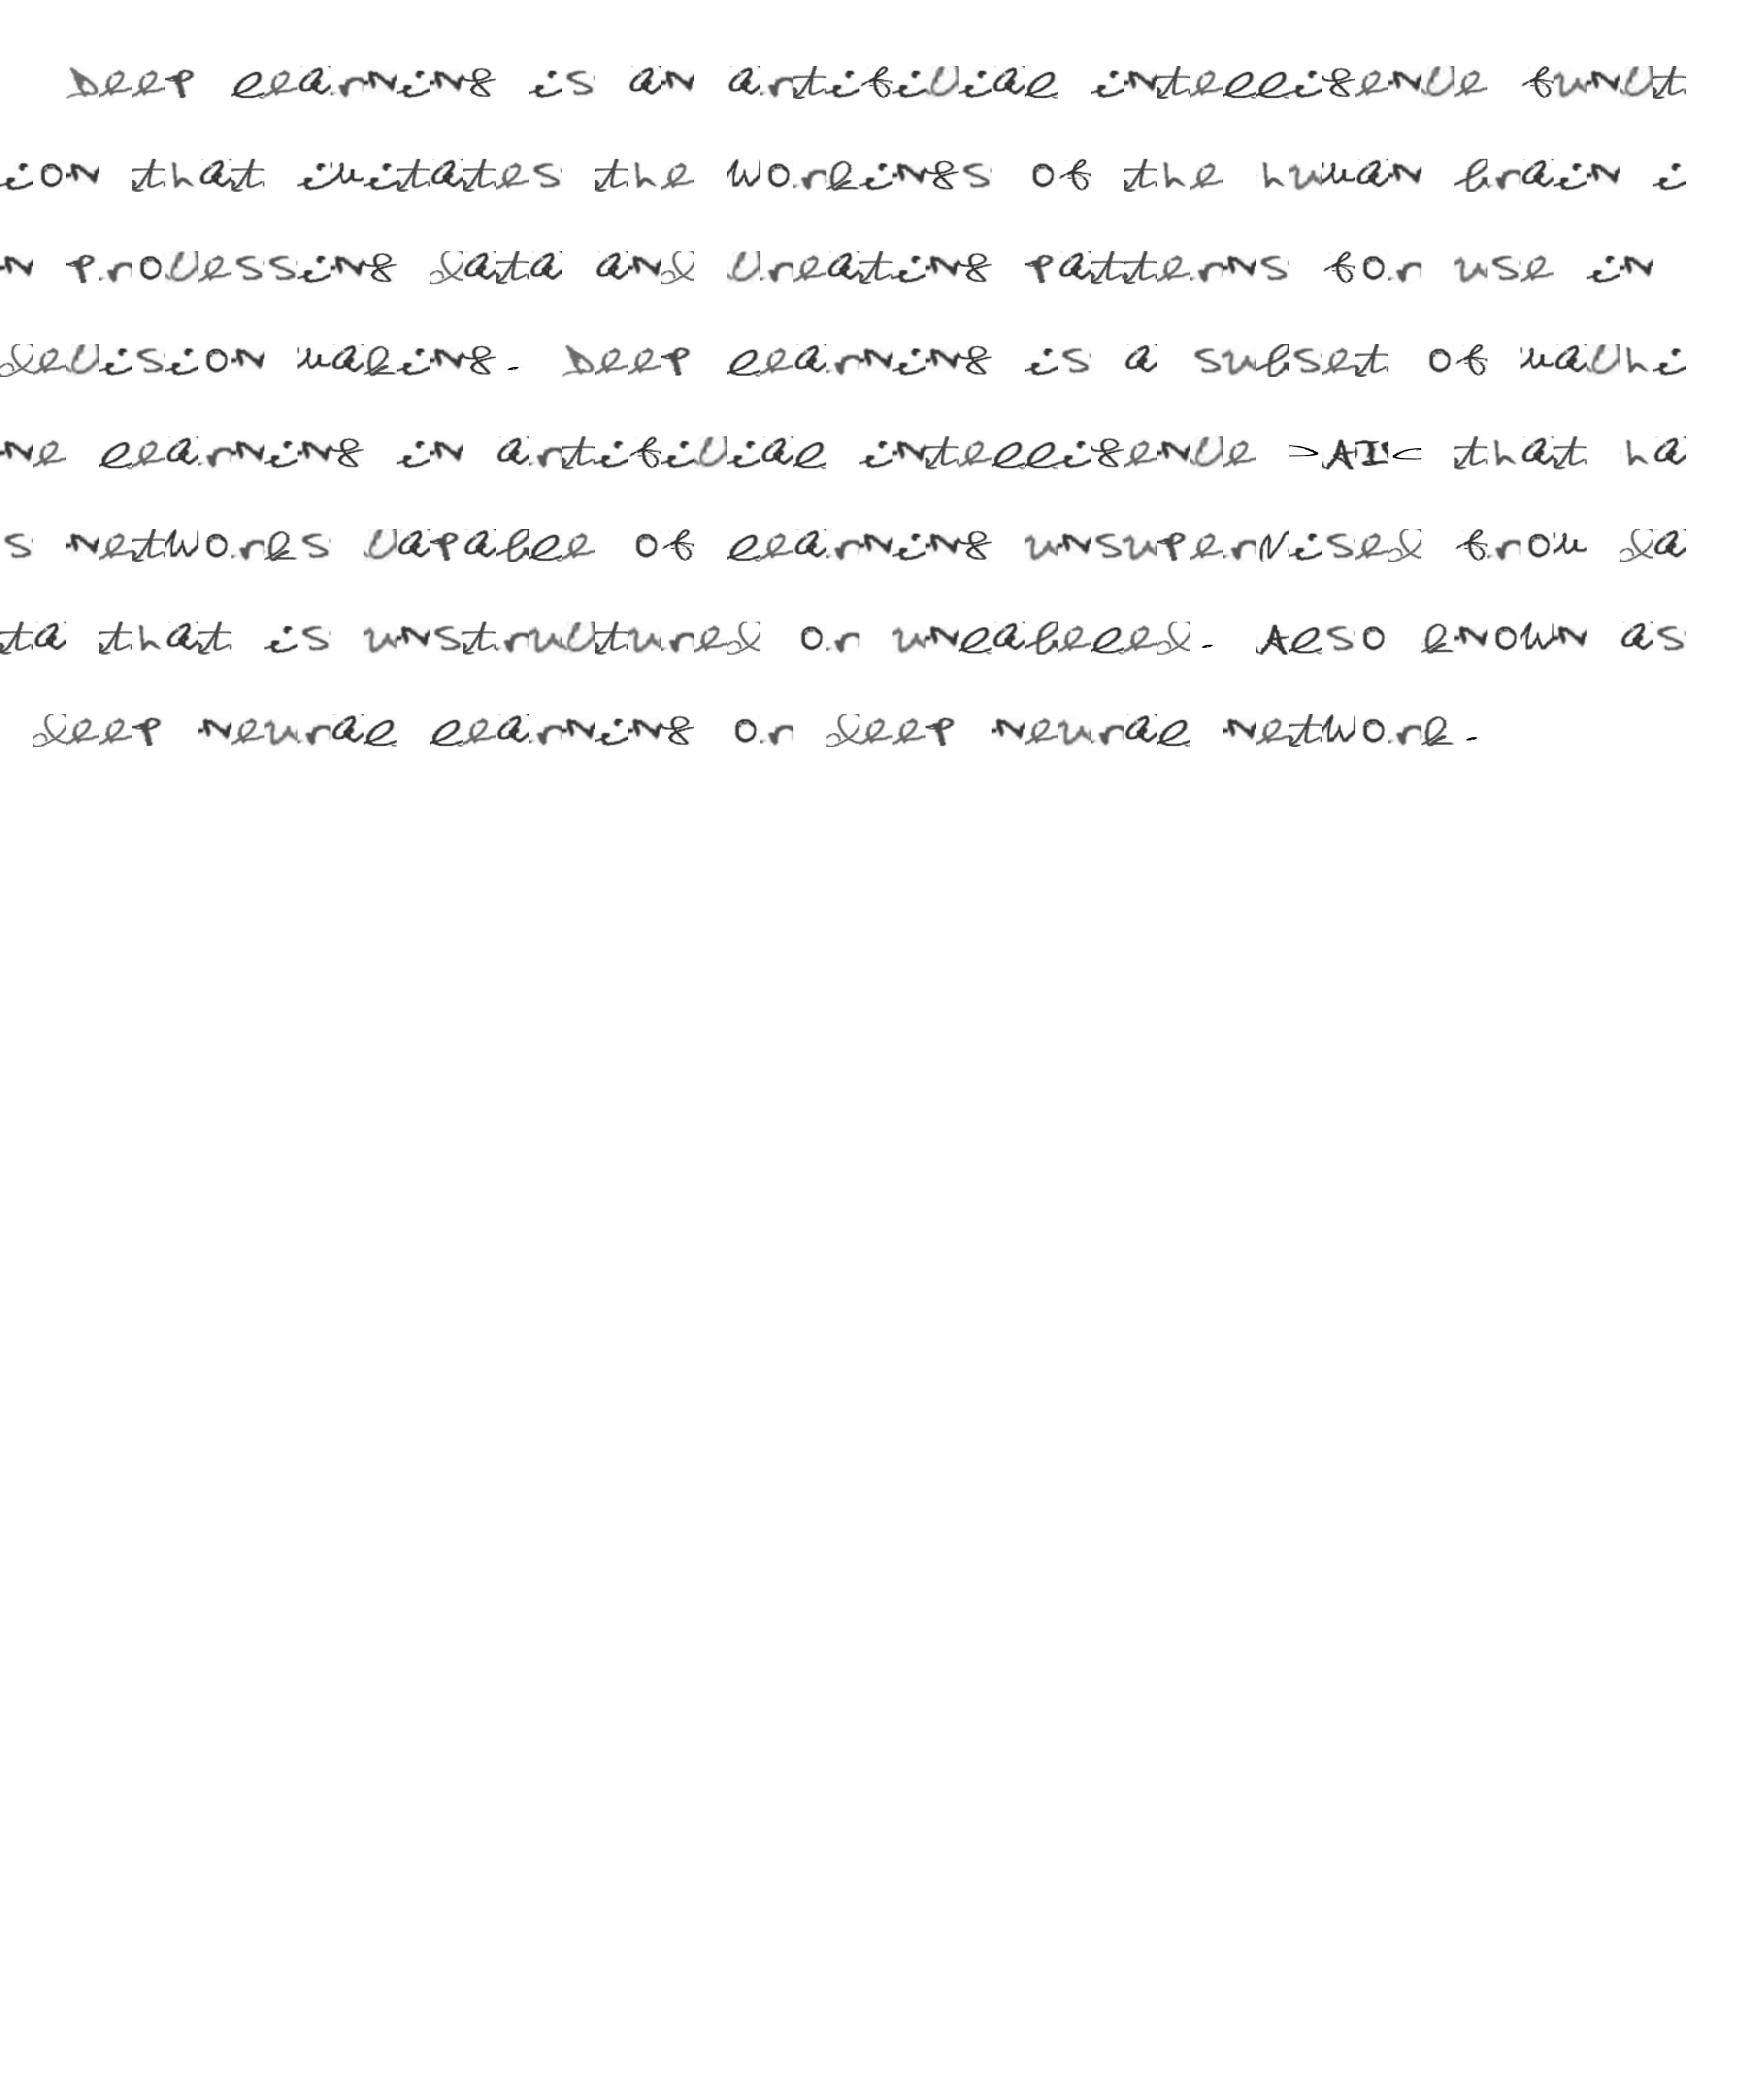 Deep learning is an artificial intelligence funct
ion that imitates the workings of the human brain i
n processing data and creating patterns for use in
decision making. Deep learning is a subset of machi
ne learning in artificial intelligence )AI( that ha
s networks capable of learning unsupervised from da
ta that is unstructured or unlabeled. Also known as
deep neural learning or deep neural network.